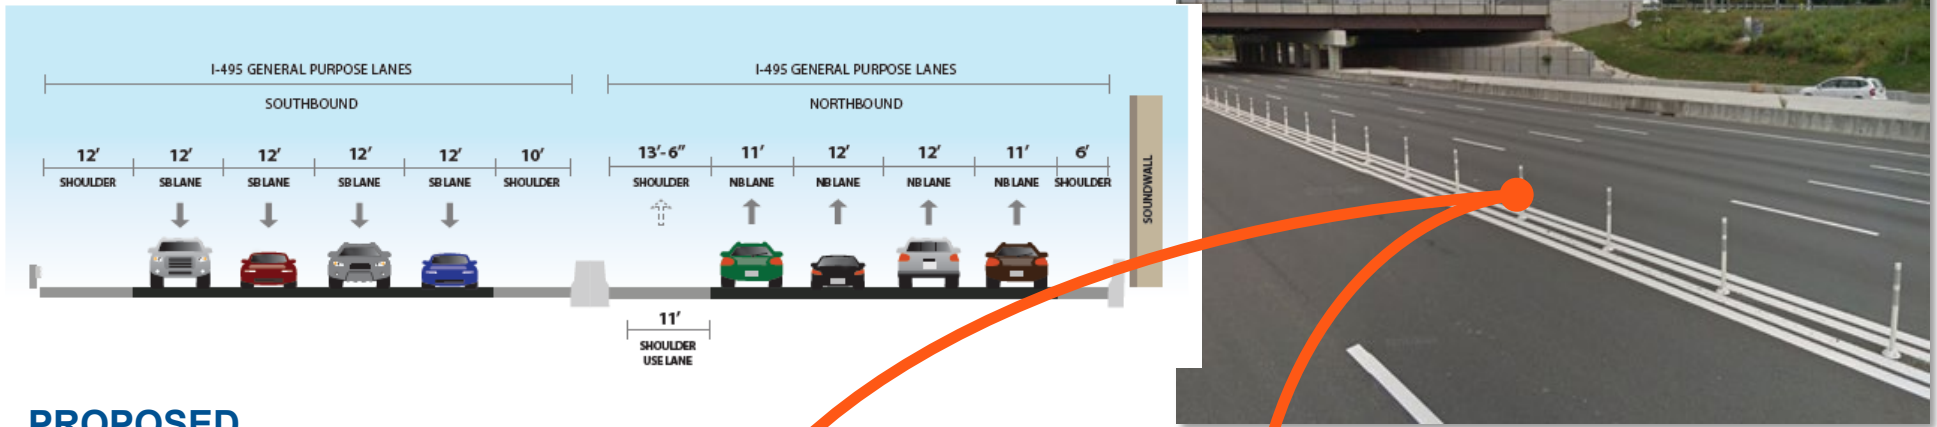 I-495 GENERAL PURPOSE LANES
I-495 GENERAL PURPOSE LANES
SOUTHBOUND
NORTHBOUND
12′ 12′ 12′ 12′ 12′ 10′
SHOULDER SB LANE SB LANE SB LANE SB LANE SHOULDER
13′-6″ 11′ 12′ 12′ 11′ 6′
SHOULDER NB LANE NB LANE NB LANE NB LANE SHOULDER
SOUNDWALL
11′
SHOULDER
USE LANE
PROPOSED